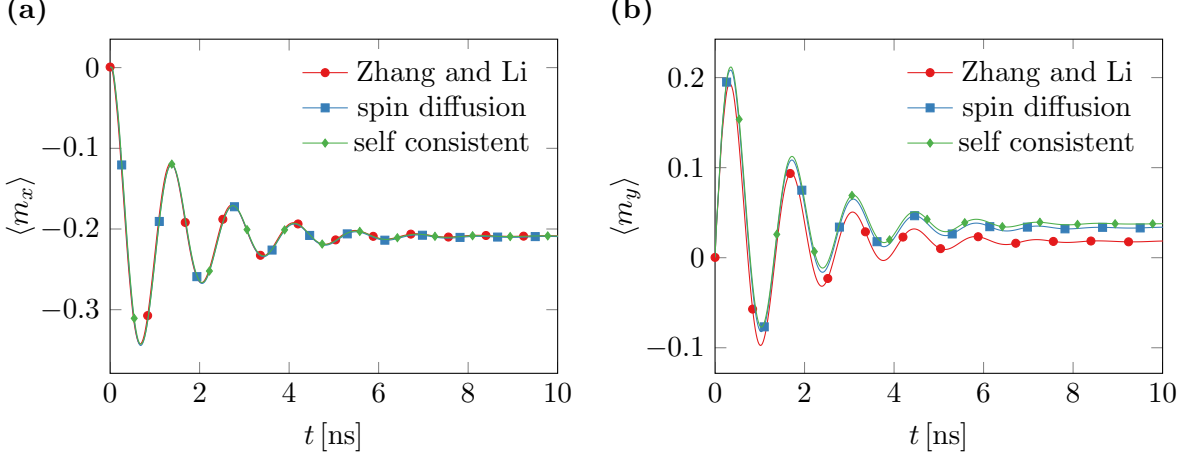 (a)
0
−0.1
−0.2
−0.3
⟨m_x⟩
Zhang and Li
spin diffusion
self consistent
0 2 4 6 8 10
t [ns]
(b)
0.2
0.1
0
−0.1
⟨m_y⟩
Zhang and Li
spin diffusion
self consistent
0 2 4 6 8 10
t [ns]